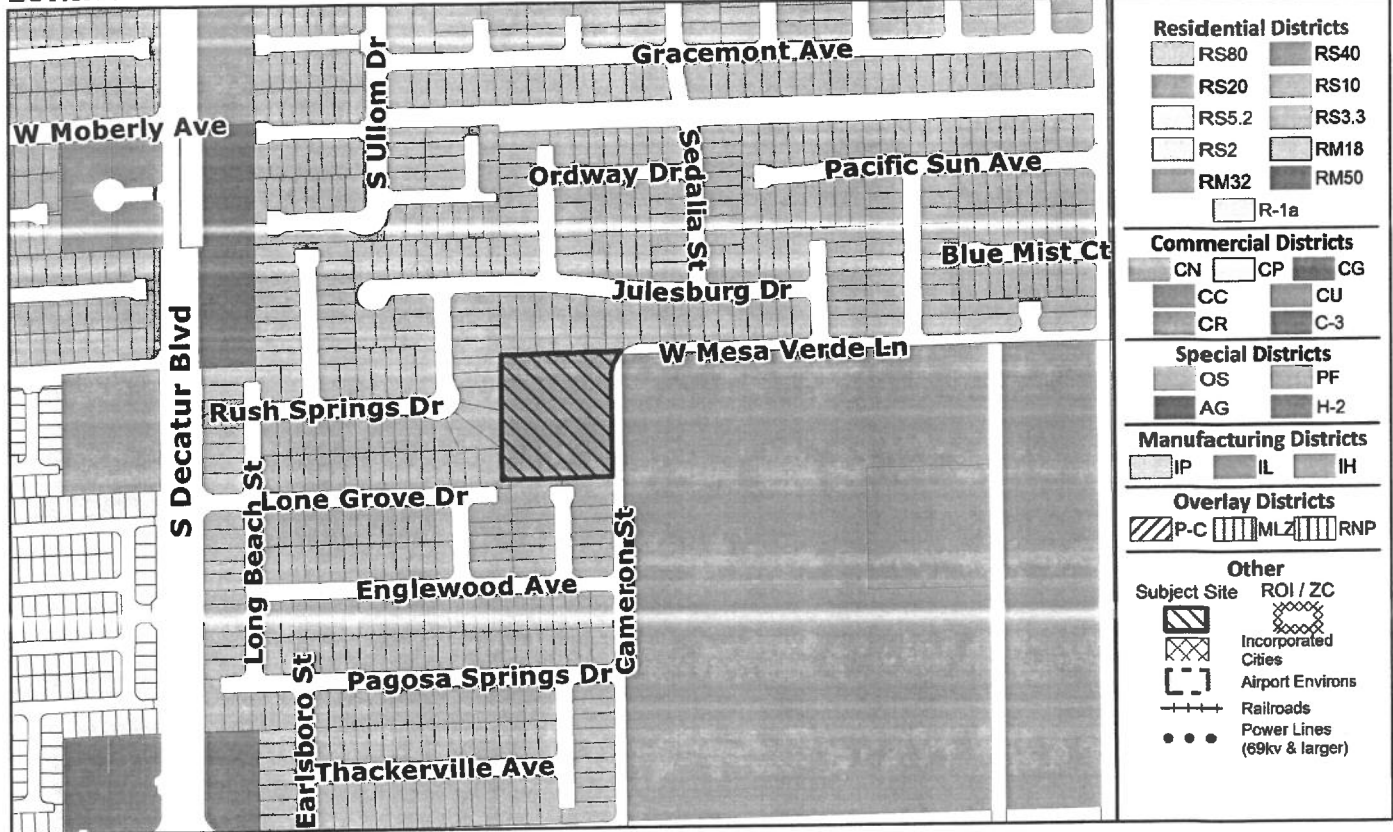 Gracemont Ave
S Ullom Dr
W Moberly Ave
Ordway Dr
Sedalia St
Pacific Sun Ave
Blue Mist Ct
Julesburg Dr
W Mesa Verde Ln
S Decatur Blvd
Rush Springs Dr
Long Beach St
Lone Grove Dr
Cameron St
Englewood Ave
Pagosa Springs Dr
Earlsboro St
Thackerville Ave
Residential Districts
RS80 RS40
RS20 RS10
RS5.2 RS3.3
RS2 RM18
RM32 RM50
R-1a
Commercial Districts
CN CP CG
CC CU
CR C-3
Special Districts
OS PF
AG H-2
Manufacturing Districts
IP IL IH
Overlay Districts
P-C MLZ RNP
Other
Subject Site ROI / ZC
Incorporated
Cities
Airport Environs
Railroads
Power Lines
(69kv & larger)